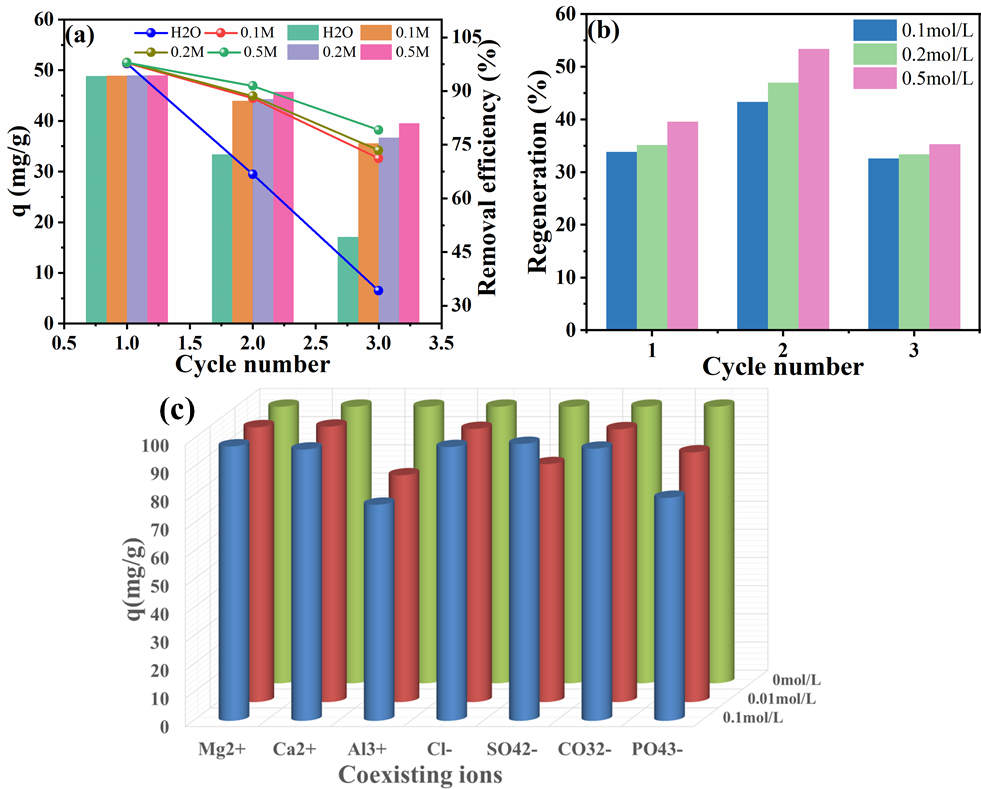 (a)
H2O 0.1M H2O 0.1M
0.2M 0.5M 0.2M 0.5M
60
50
40
30
20
10
0
q (mg/g)
105
90
75
60
45
30
Removal efficiency (%)
0.5 1.0 1.5 2.0 2.5 3.0 3.5
Cycle number
(b)
0.1mol/L
0.2mol/L
0.5mol/L
60
50
40
30
20
10
0
Regeneration (%)
1 2 3
Cycle number
(c)
100
90
80
70
60
50
40
30
20
10
0
q(mg/g)
0mol/L
0.01mol/L
0.1mol/L
Mg2+ Ca2+ Al3+ Cl- SO42- CO32- PO43-
Coexisting ions